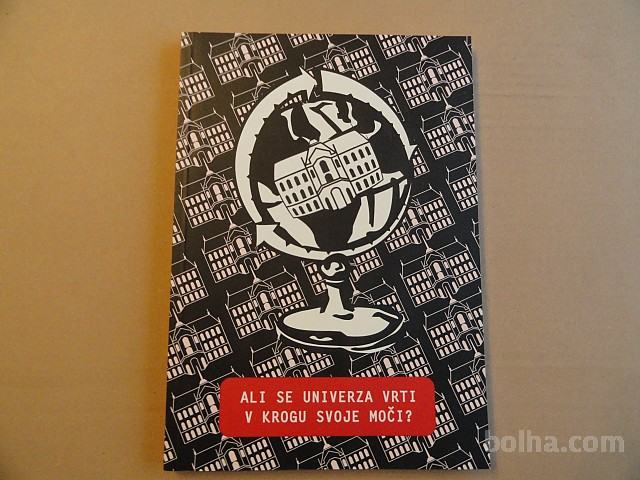 ALI SE UNIVERZA VRTI
V KROGU SVOJE MOČI?
bolha.com